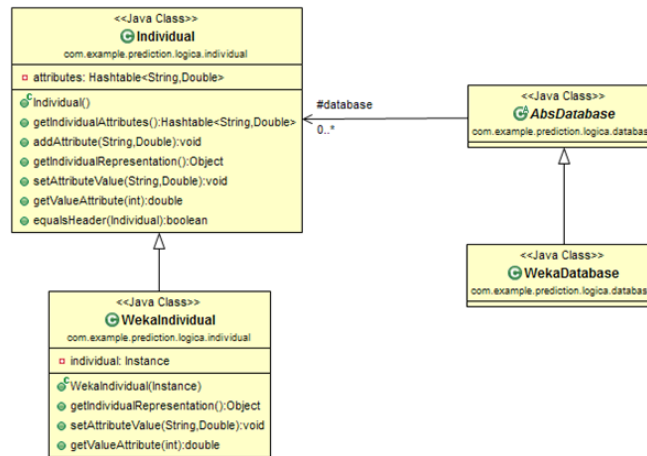 <<Java Class>>
Individual
com.example.prediction.logica.individual
attributes: Hashtable<String,Double>
Individual()
getIndividualAttributes():Hashtable<String,Double>
addAttribute(String,Double):void
getIndividualRepresentation():Object
setAttributeValue(String,Double):void
getValueAttribute(int):double
equalsHeader(Individual):boolean
#database
0..*
<<Java Class>>
AbsDatabase
com.example.prediction.logica.databas
<<Java Class>>
WekaDatabase
com.example.prediction.logica.databas
<<Java Class>>
WekaIndividual
com.example.prediction.logica.individual
individual: Instance
WekaIndividual(Instance)
getIndividualRepresentation():Object
setAttributeValue(String,Double):void
getValueAttribute(int):double